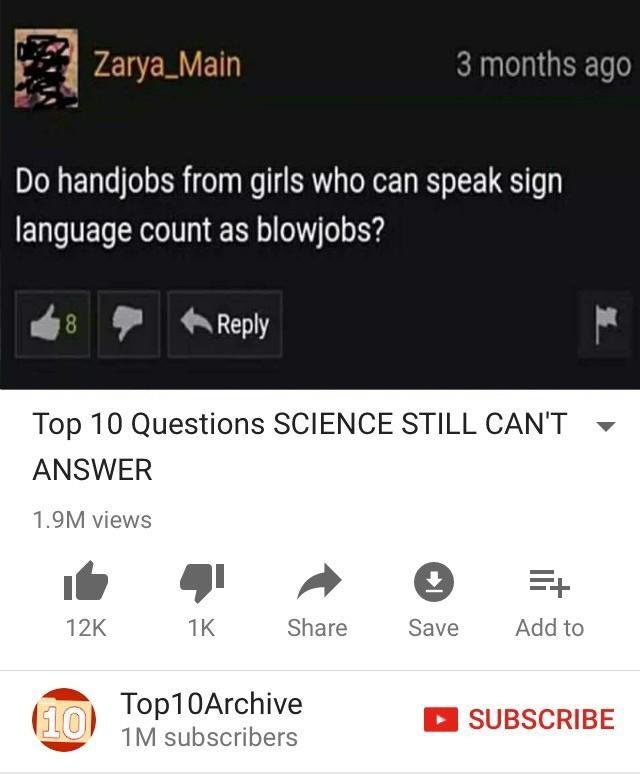 Zarya_Main 3 months ago
Do handjobs from girls who can speak sign
language count as blowjobs?
8 Reply
Top 10 Questions SCIENCE STILL CAN'T
ANSWER
1.9M views
12K 1K Share Save Add to
10 Top10Archive SUBSCRIBE
1M subscribers